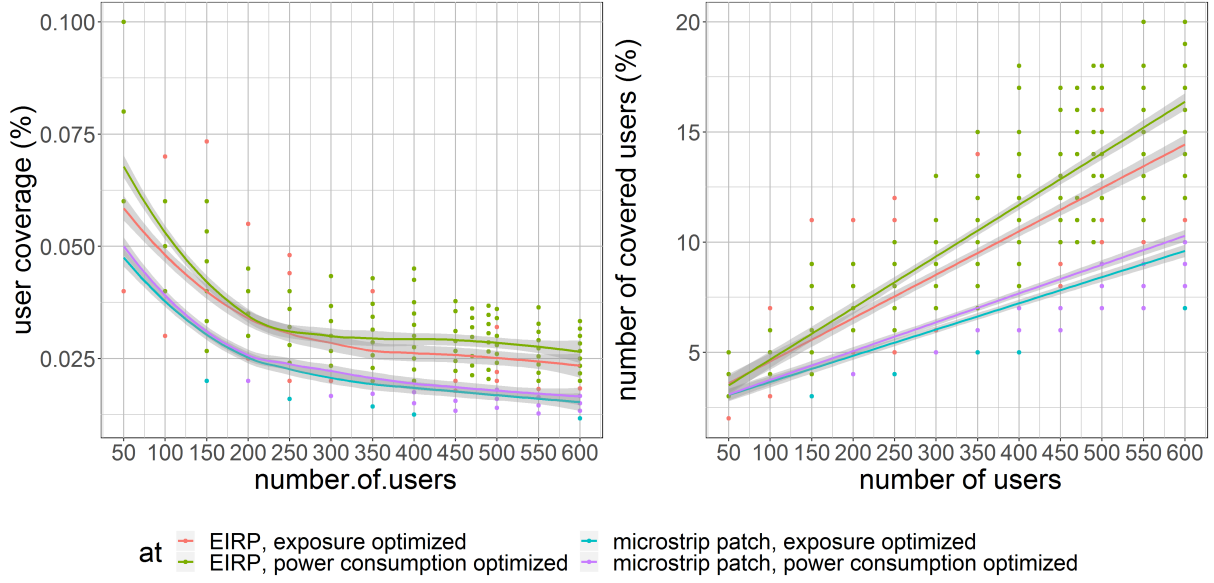 user coverage (%)
0.100
0.075
0.050
0.025
50 100 150 200 250 300 350 400 450 500 550 600
number.of.users
number of covered users (%)
20
15
10
5
50 100 150 200 250 300 350 400 450 500 550 600
number of users
at
EIRP, exposure optimized
EIRP, power consumption optimized
microstrip patch, exposure optimized
microstrip patch, power consumption optimized